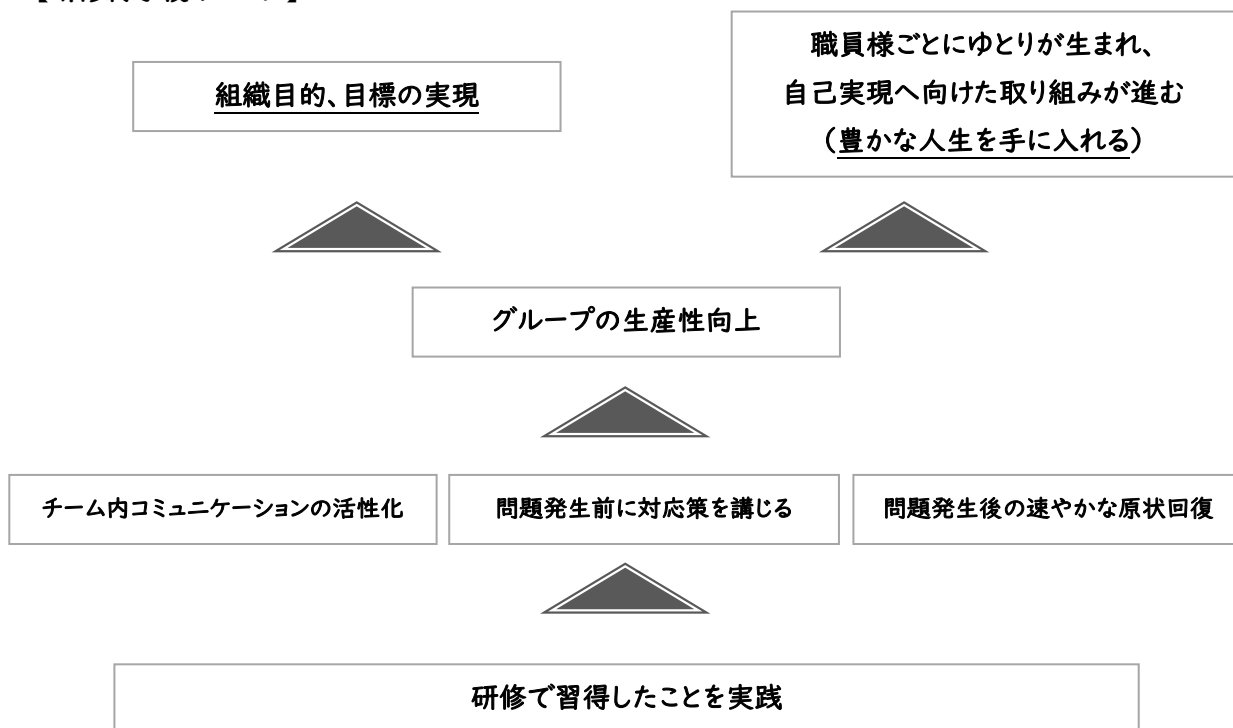 組織目的、目標の実現
職員様ごとにゆとりが生まれ、
自己実現へ向けた取り組みが進む
（豊かな人生を手に入れる）
グループの生産性向上
チーム内コミュニケーションの活性化
問題発生前に対応策を講じる
問題発生後の速やかな原状回復
研修で習得したことを実践